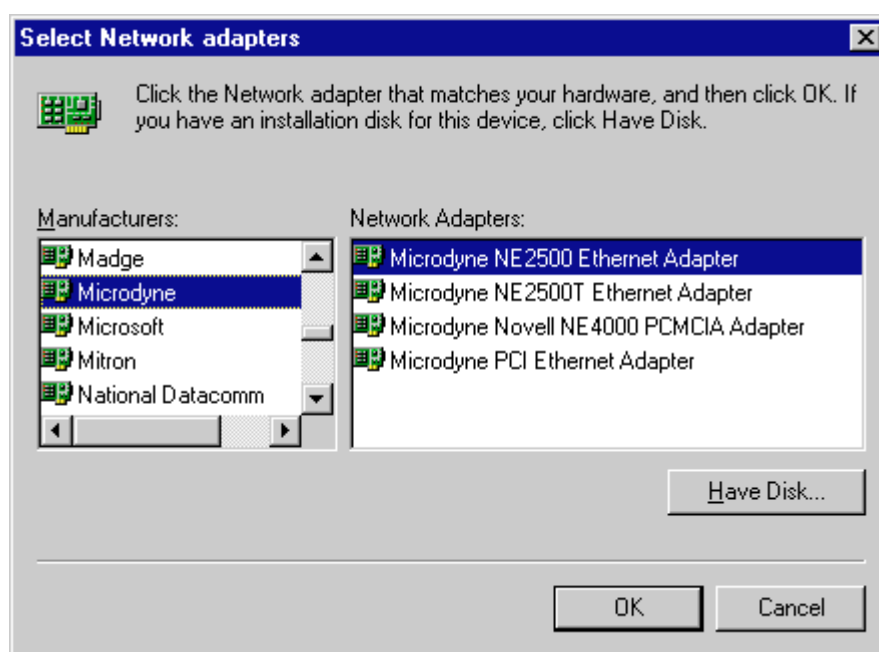 Select Network adapters
Click the Network adapter that matches your hardware, and then click OK. If
you have an installation disk for this device, click Have Disk.
Manufacturers:
Madge
Microdyne
Microsoft
Mitron
National Datacomm
Network Adapters:
Microdyne NE2500 Ethernet Adapter
Microdyne NE2500T Ethernet Adapter
Microdyne Novell NE4000 PCMCIA Adapter
Microdyne PCI Ethernet Adapter
Have Disk...
OK
Cancel